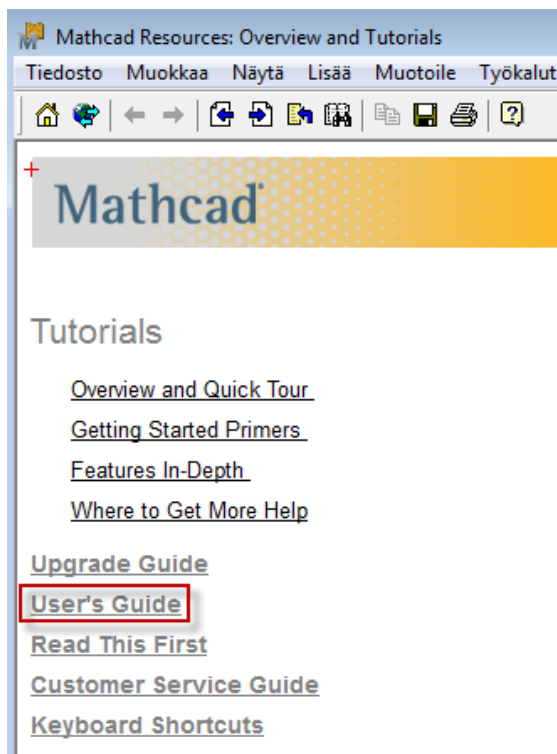 Mathcad Resources: Overview and Tutorials
Tiedosto Muokkaa Näytä Lisää Muotoile Työkalut
Mathcad
Tutorials
Overview and Quick Tour
Getting Started Primers
Features In-Depth
Where to Get More Help
Upgrade Guide
User's Guide
Read This First
Customer Service Guide
Keyboard Shortcuts